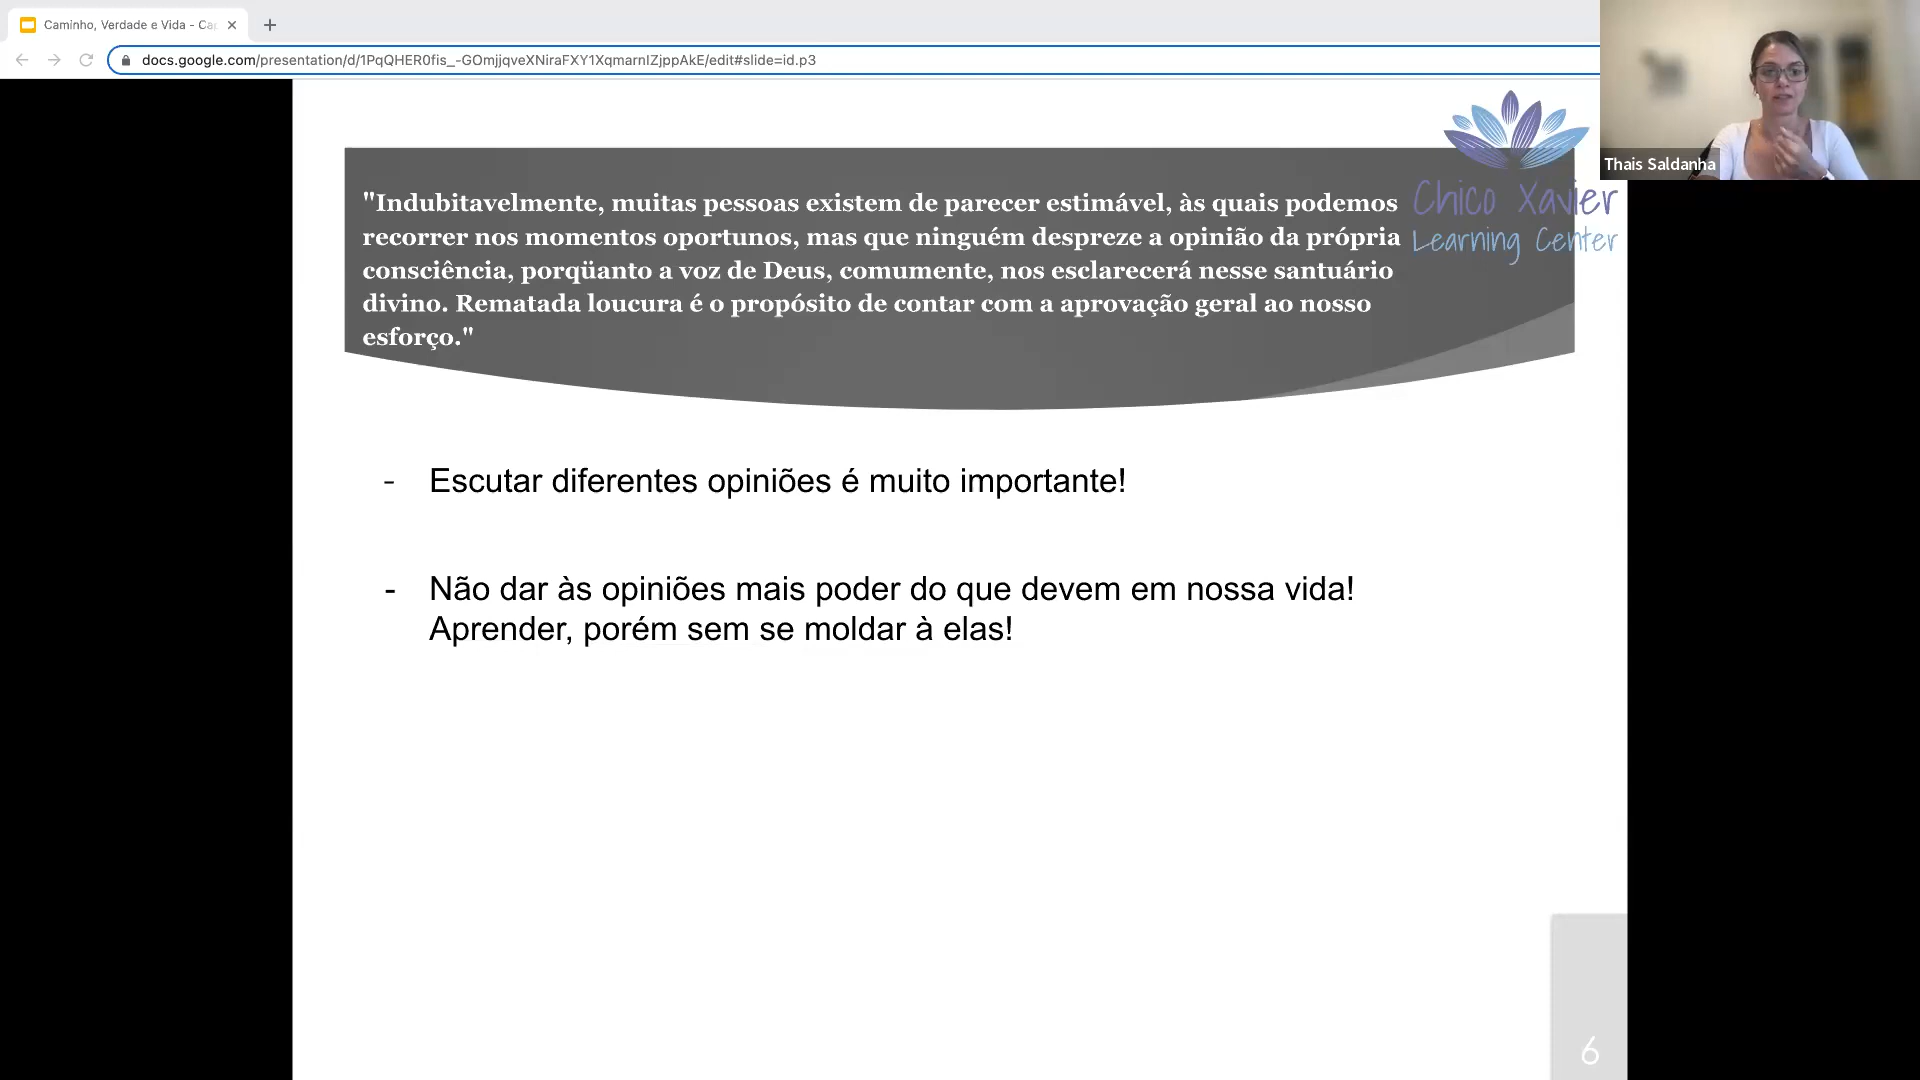 Caminho, Verdade e Vida - Ca
docs.google.com/presentation/d/1PqQHER0fis_-GOmjjqveXNiraFXY1XqmarnIZjppAkE/edit#slide=id.p3
Thais Saldanha
Chico Xavier
Learning Center
"Indubitavelmente, muitas pessoas existem de parecer estimável, às quais podemos
recorrer nos momentos oportunos, mas que ninguém despreze a opinião da própria
consciência, porqüanto a voz de Deus, comumente, nos esclarecerá nesse santuário
divino. Rematada loucura é o propósito de contar com a aprovação geral ao nosso
esforço."
- Escutar diferentes opiniões é muito importante!
- Não dar às opiniões mais poder do que devem em nossa vida!
Aprender, porém sem se moldar à elas!
6